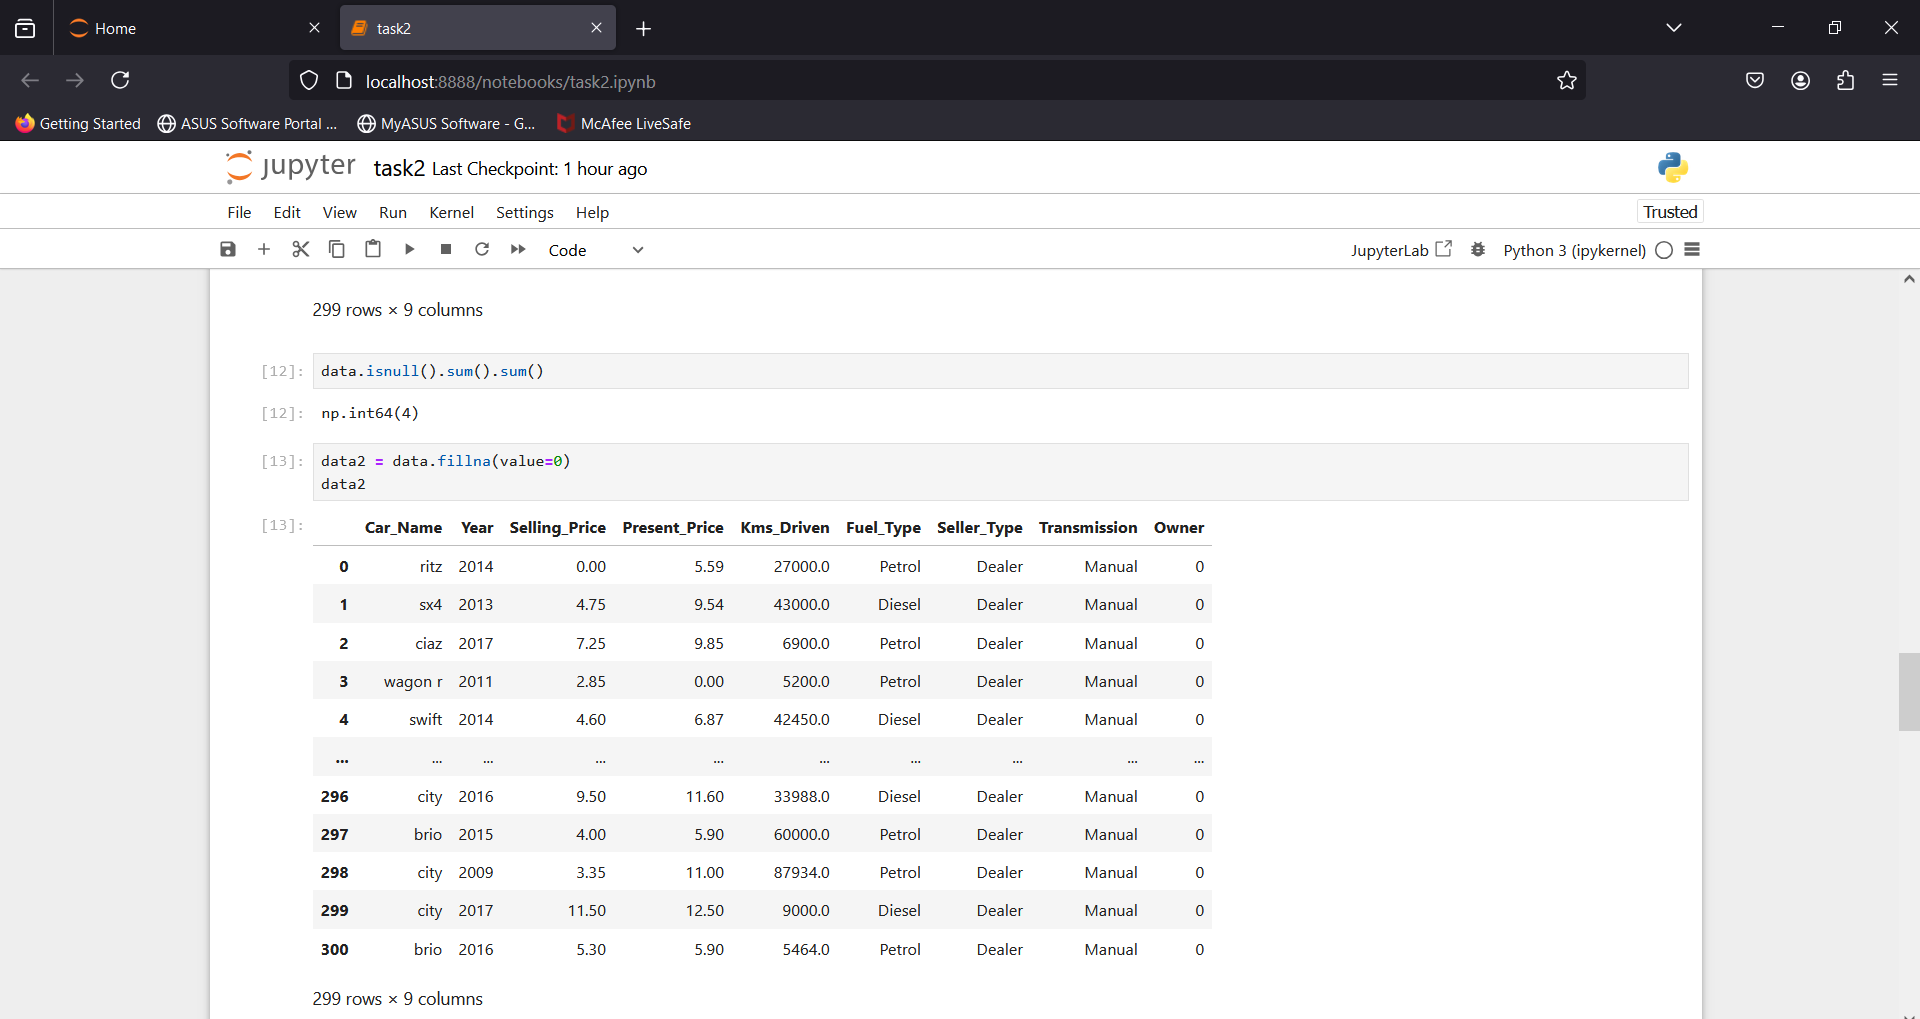 Home
task2
localhost:8888/notebooks/task2.ipynb
Getting Started
ASUS Software Portal ...
MyASUS Software - G...
McAfee LiveSafe
jupyter
task2 Last Checkpoint: 1 hour ago
File Edit View Run Kernel Settings Help
Trusted
Code
JupyterLab
Python 3 (ipykernel)
299 rows × 9 columns
[12]: data.isnull().sum().sum()
[12]: np.int64(4)
[13]: data2 = data.fillna(value=0)
data2
[13]: Car_Name Year Selling_Price Present_Price Kms_Driven Fuel_Type Seller_Type Transmission Owner
0 ritz 2014 0.00 5.59 27000.0 Petrol Dealer Manual 0
1 sx4 2013 4.75 9.54 43000.0 Diesel Dealer Manual 0
2 ciaz 2017 7.25 9.85 6900.0 Petrol Dealer Manual 0
3 wagon r 2011 2.85 0.00 5200.0 Petrol Dealer Manual 0
4 swift 2014 4.60 6.87 42450.0 Diesel Dealer Manual 0
... ... ... ... ... ... ... ... ... ...
296 city 2016 9.50 11.60 33988.0 Diesel Dealer Manual 0
297 brio 2015 4.00 5.90 60000.0 Petrol Dealer Manual 0
298 city 2009 3.35 11.00 87934.0 Petrol Dealer Manual 0
299 city 2017 11.50 12.50 9000.0 Diesel Dealer Manual 0
300 brio 2016 5.30 5.90 5464.0 Petrol Dealer Manual 0
299 rows × 9 columns